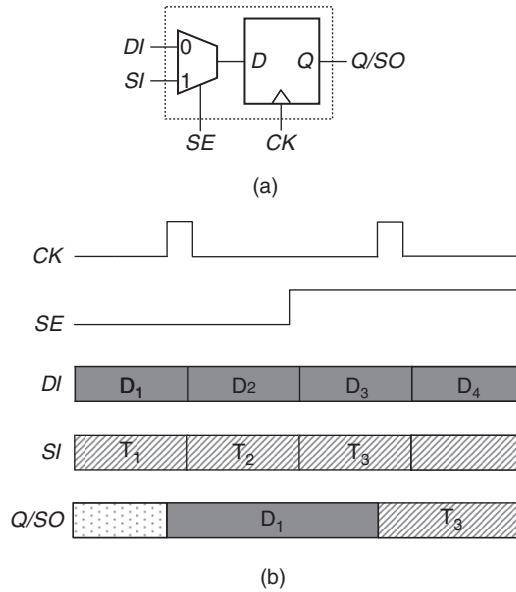 DI 0 D Q Q/SO
SI 1
SE CK
(a)
CK
SE
DI D₁ D2 D₃ D₄
SI T₁ T₂ T₃
Q/SO D₁ T₃
(b)